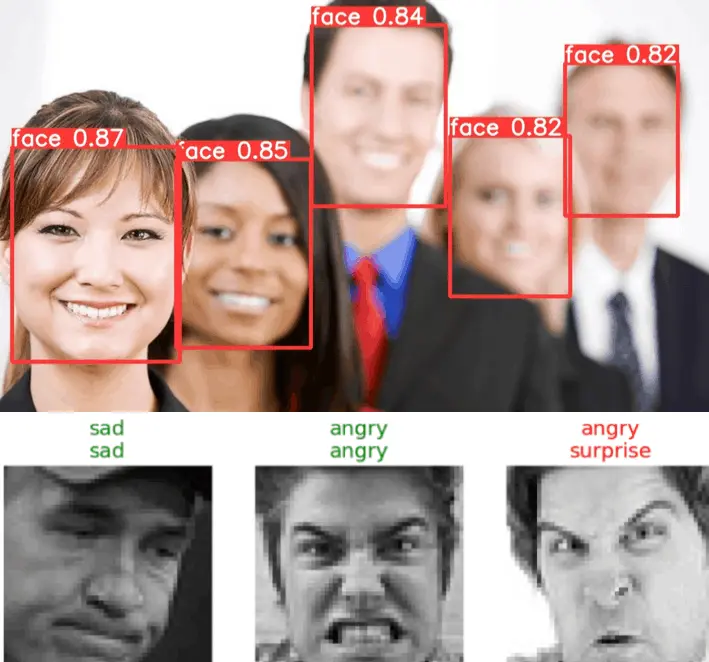 face 0.84
face 0.82
face 0.87
face 0.85
face 0.82
sad
sad
angry
angry
angry
surprise